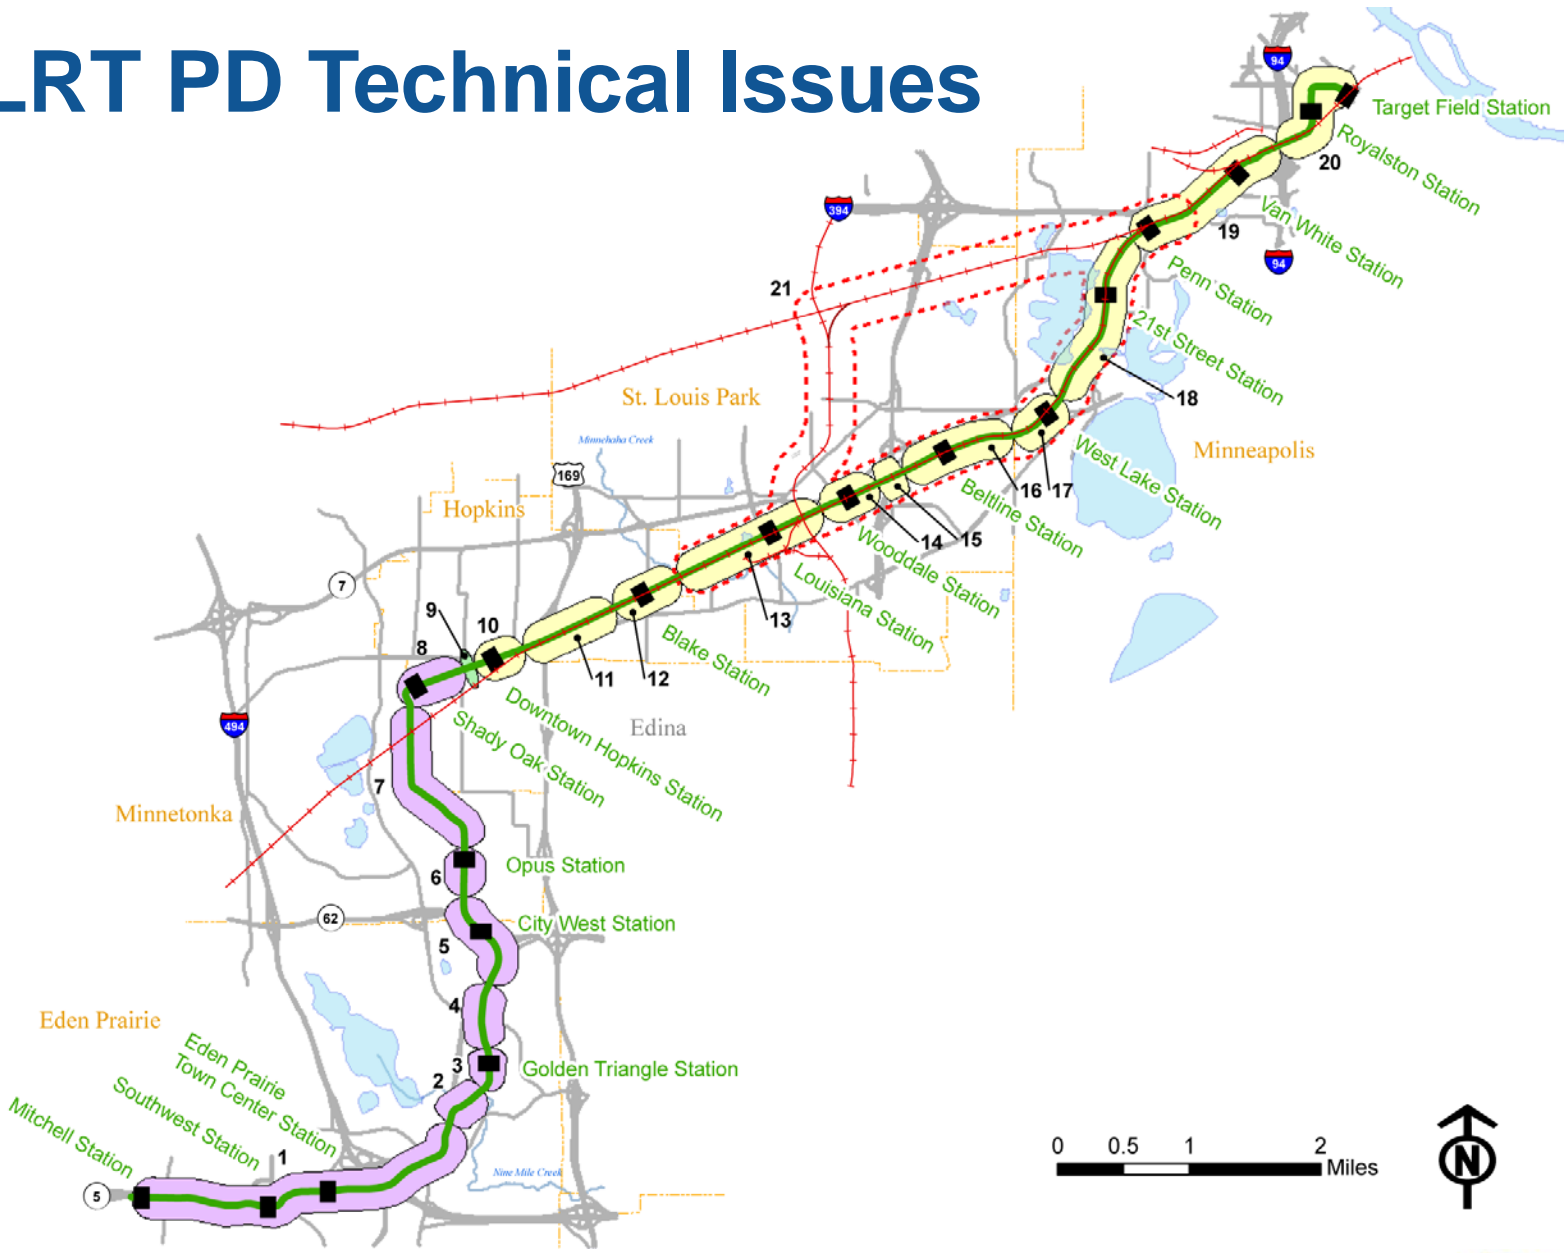 LRT PD Technical Issues
94
Target Field Station
Royalston Station
20
394
Van White Station
19
94
Penn Station
21
21st Street Station
18
St. Louis Park
Minnehaha Creek
Minneapolis
West Lake Station
169
16
17
Beltline Station
Hopkins
14
15
Wooddale Station
7
Louisiana Station
13
9
10
8
Blake Station
11
12
Downtown Hopkins Station
Edina
Shady Oak Station
494
7
Minnetonka
Opus Station
6
62
City West Station
5
4
Eden Prairie
3
Golden Triangle Station
2
Eden Prairie
Town Center Station
Southwest Station
Mitchell Station
1
5
Nine Mile Creek
0 0.5 1 2
Miles
N